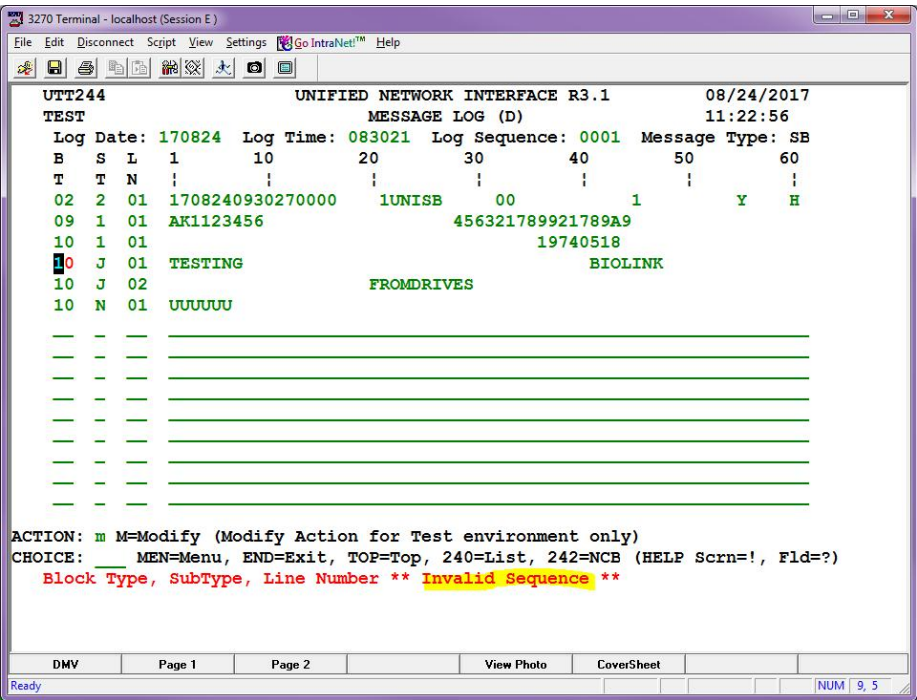 3270 Terminal - localhost (Session E )
File Edit Disconnect Script View Settings Go IntraNet!™ Help
UTT244 UNIFIED NETWORK INTERFACE R3.1 08/24/2017
TEST MESSAGE LOG (D) 11:22:56
Log Date: 170824 Log Time: 083021 Log Sequence: 0001 Message Type: SB
B S L 1 10 20 30 40 50 60
T T N ¦ ¦ ¦ ¦ ¦ ¦ ¦
02 2 01 1708240930270000 1UNISB 00 1 Y H
09 1 01 AK1123456 456321789921789A9
10 1 01 19740518
10 J 01 TESTING BIOLINK
10 J 02 FROMDRIVES
10 N 01 UUUUUU
ACTION: m M=Modify (Modify Action for Test environment only)
CHOICE: ___ MEN=Menu, END=Exit, TOP=Top, 240=List, 242=NCB (HELP Scrn=!, Fld=?)
Block Type, SubType, Line Number ** Invalid Sequence **
DMV Page 1 Page 2 View Photo CoverSheet
Ready NUM 9, 5